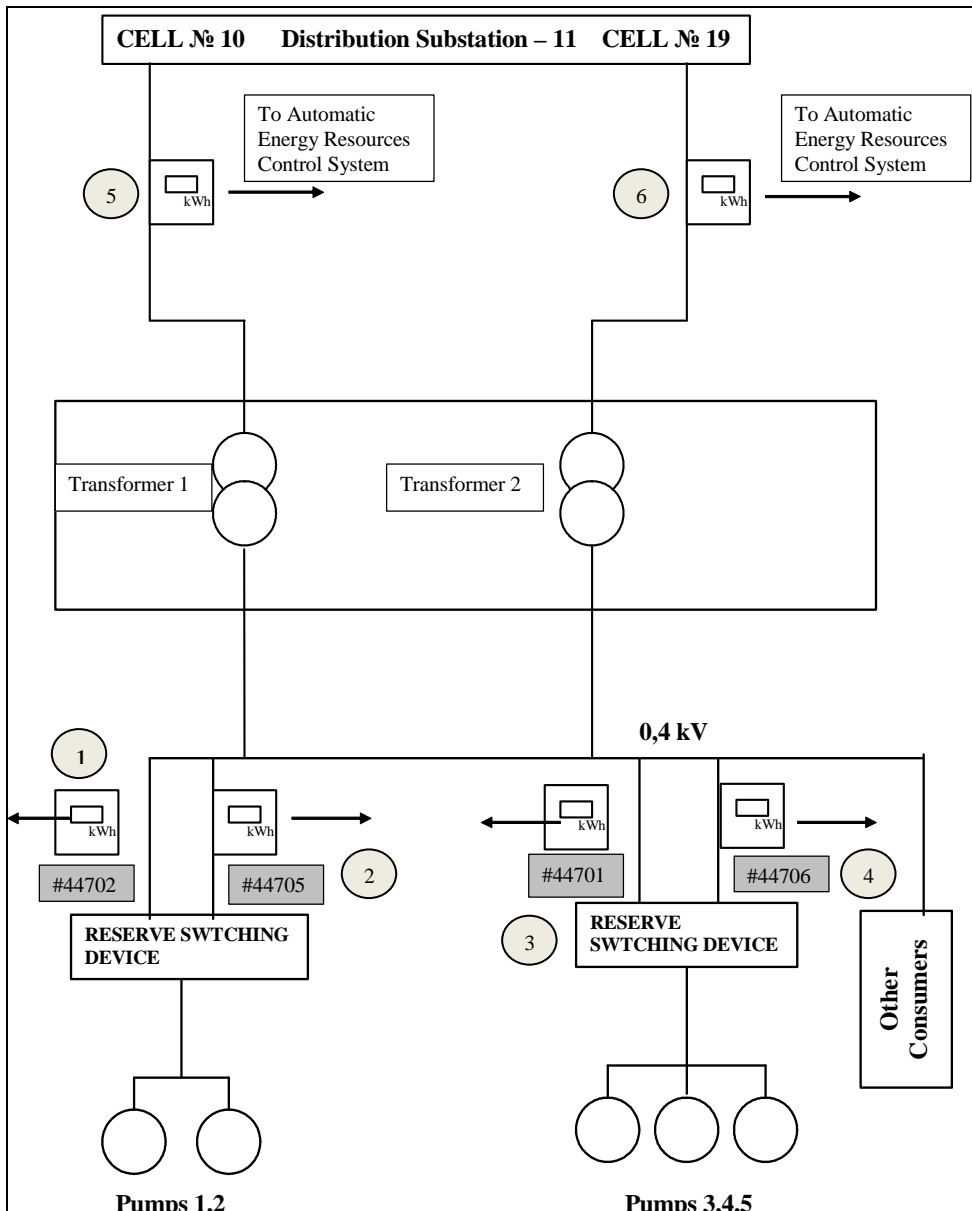 CELL № 10 Distribution Substation – 11 CELL № 19
To Automatic
Energy Resources
Control System
To Automatic
Energy Resources
Control System
5
kWh
6
kWh
Transformer 1
Transformer 2
0,4 kV
1
kWh
kWh
kWh
kWh
#44702
#44705
2
#44701
#44706
4
RESERVE SWTCHING
DEVICE
3
RESERVE
SWTCHING DEVICE
Other
Consumers
Pumps 1,2
Pumps 3,4,5